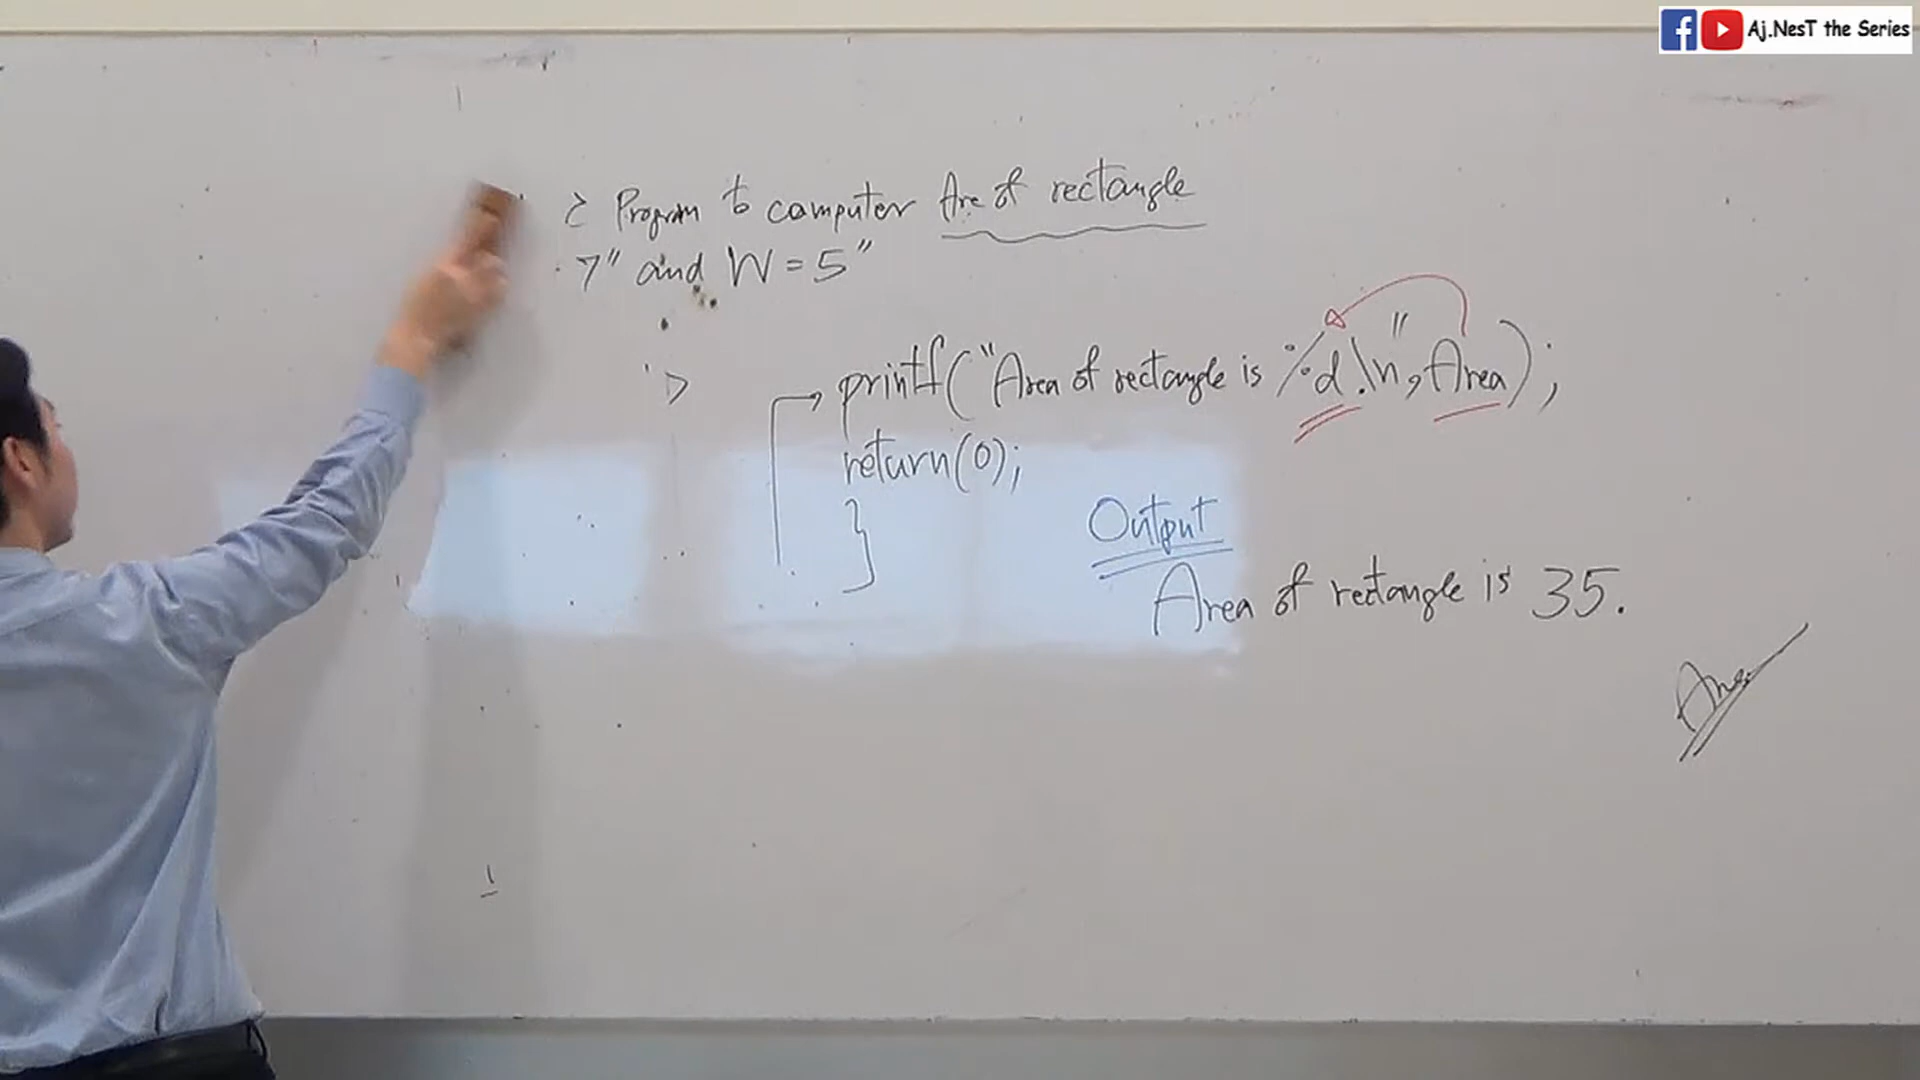 Aj.NesT the Series
Program to computer Are of rectangle
7" and W = 5"
printf("Area of rectangle is %d.\n", Area);
return(0);
}
Output
Area of rectangle is 35.
Ans